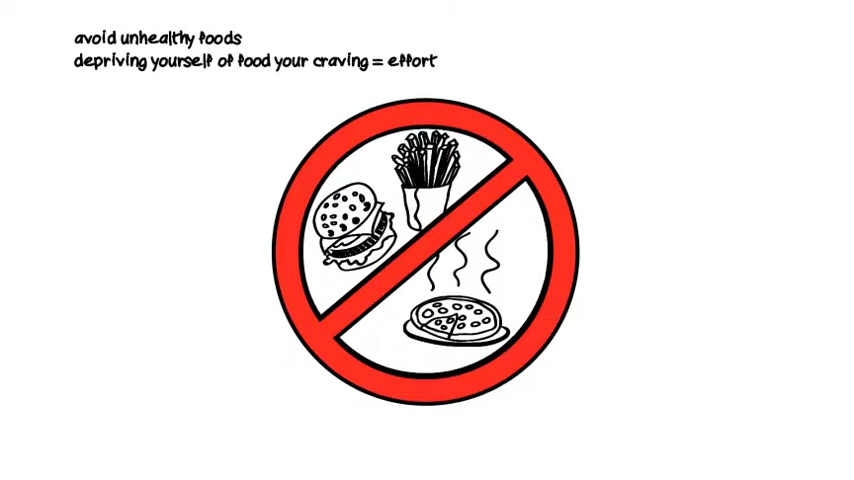 avoid unhealthy foods
depriving yourself of food your craving = effort